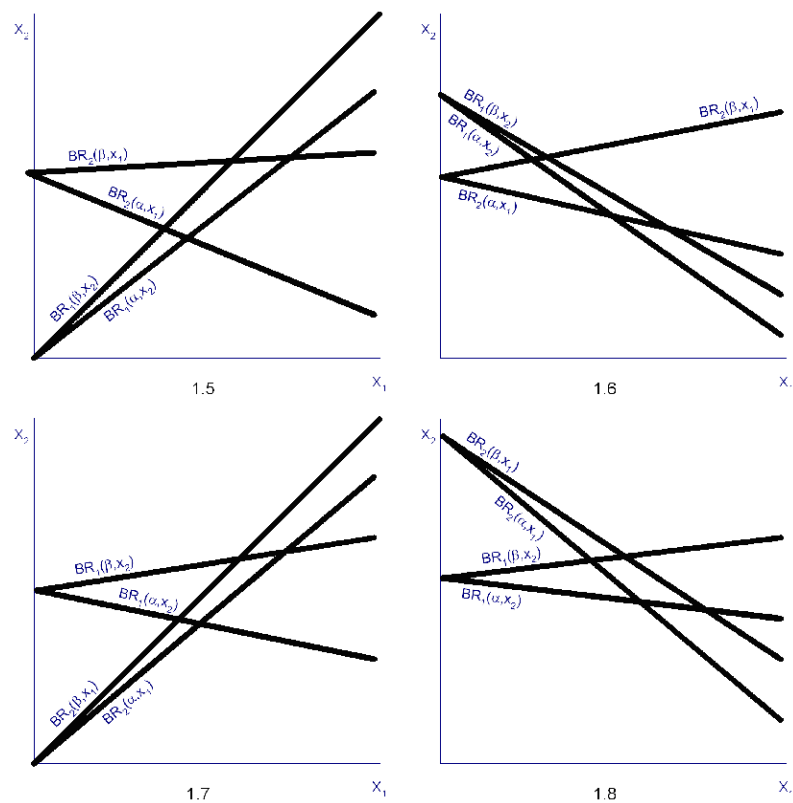 X₂
BR₂(β,x₁)
BR₂(α,x₁)
BR₁(β,x₂)
BR₁(α,x₂)
X₁
1.5
X₂
BR₁(β,x₂)
BR₁(α,x₂)
BR₂(β,x₁)
BR₂(α,x₁)
X.
1.6
X₂
BR₁(β,x₂)
BR₁(α,x₂)
BR₂(β,x₁)
BR₂(α,x₁)
X₁
1.7
X₂
BR₂(β,x₁)
BR₂(α,x₁)
BR₁(β,x₂)
BR₁(α,x₂)
X.
1.8